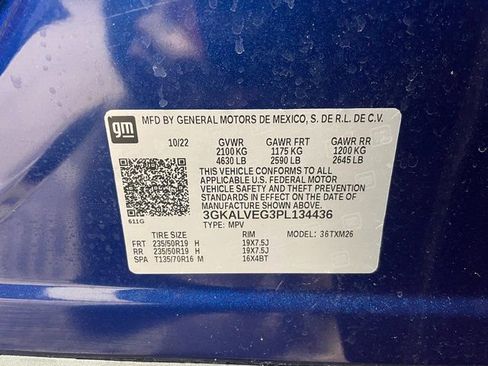 gm
MFD BY GENERAL MOTORS DE MEXICO, S. DE R.L. DE C.V.
10/22 GVWR GAWR FRT GAWR RR
2100 KG 1175 KG 1200 KG
4630 LB 2590 LB 2645 LB
THIS VEHICLE CONFORMS TO ALL
APPLICABLE U.S. FEDERAL MOTOR
VEHICLE SAFETY AND THEFT PREVENTION
STANDARDS IN EFFECT ON THE DATE OF
MANUFACTURE SHOWN ABOVE.
611G
3GKALVEG3PL134436
TYPE: MPV
TIRE SIZE RIM MODEL: 36TXM26
FRT 235/50R19 H 19X7.5J
RR 235/50R19 H 19X7.5J
SPA T135/70R16 M 16X4BT